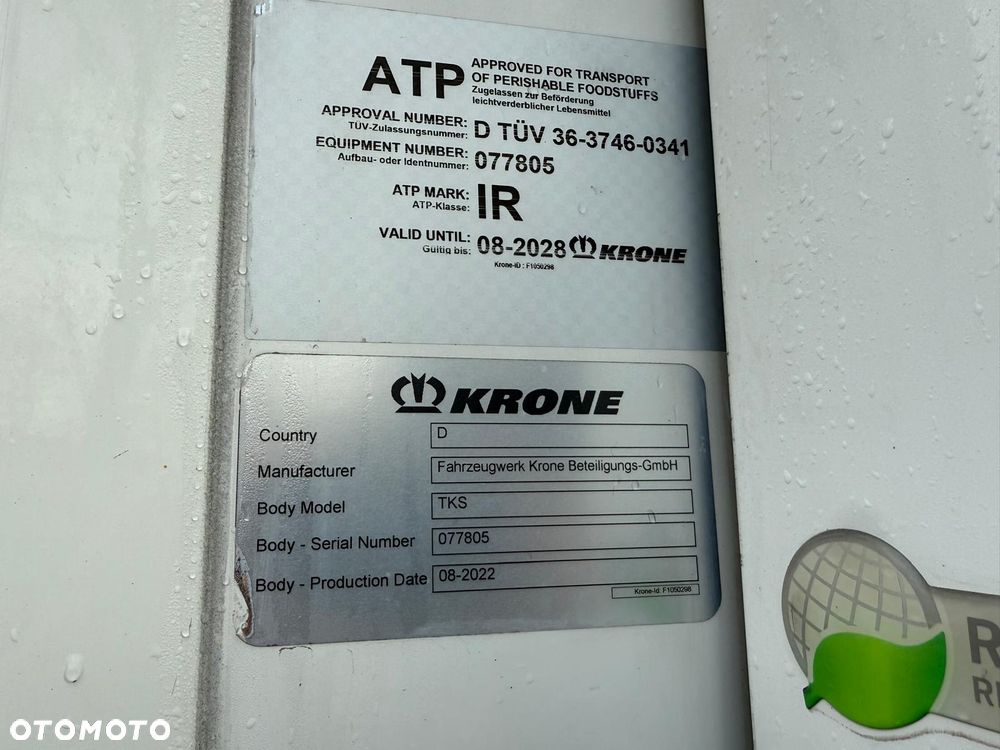 ATP APPROVED FOR TRANSPORT
OF PERISHABLE FOODSTUFFS
Zugelassen zur Beförderung
leichtverderblicher Lebensmittel
APPROVAL NUMBER: D TÜV 36-3746-0341
TÜV-Zulassungsnummer:
EQUIPMENT NUMBER: 077805
Aufbau- oder Identnummer:
ATP MARK: IR
ATP-Klasse:
VALID UNTIL: 08-2028 KRONE
Gültig bis:
Krone-ID : F1050298
KRONE
Country D
Manufacturer Fahrzeugwerk Krone Beteiligungs-GmbH
Body Model TKS
Body - Serial Number 077805
Body - Production Date 08-2022
Krone-Id: F1050298
OTOMOTO